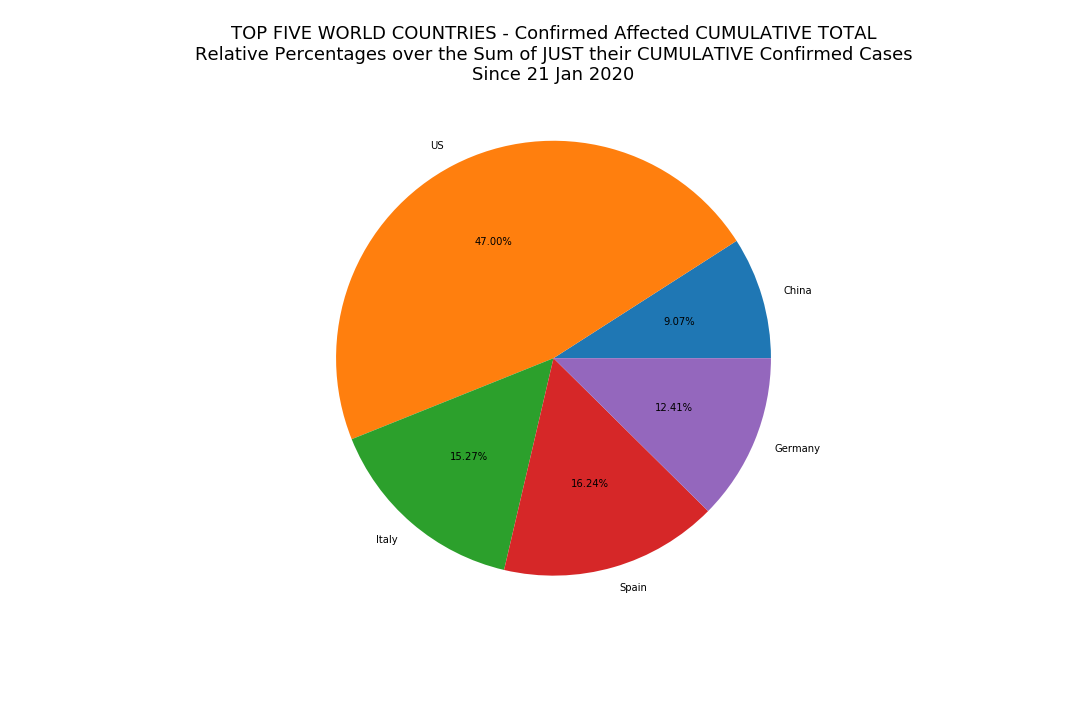 TOP FIVE WORLD COUNTRIES - Confirmed Affected CUMULATIVE TOTAL
Relative Percentages over the Sum of JUST their CUMULATIVE Confirmed Cases
Since 21 Jan 2020
US
47.00%
China
9.07%
12.41%
Germany
15.27%
16.24%
Italy
Spain